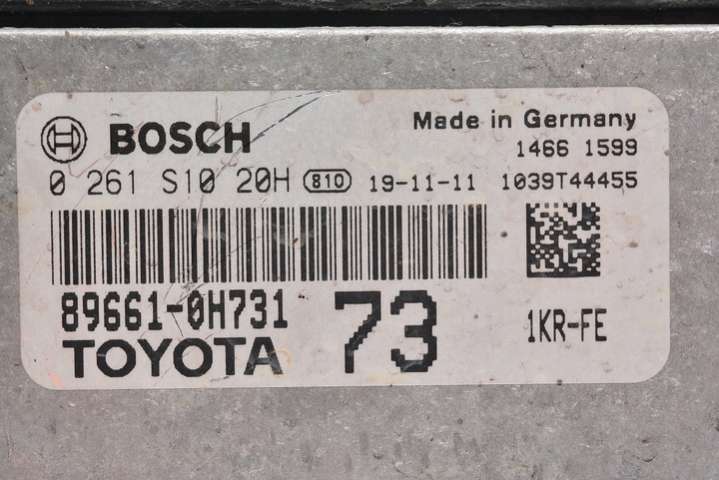 BOSCH
Made in Germany
1466 1599
0 261 S10 20H 810 19-11-11 1039T44455
89661-0H731
73
1KR-FE
TOYOTA